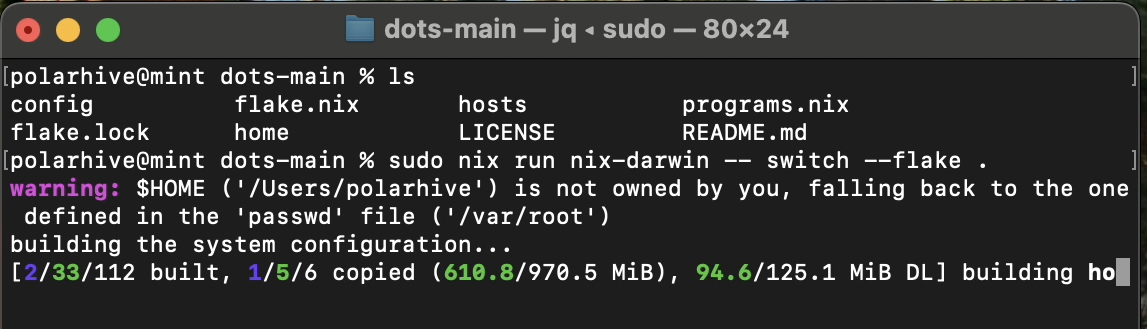 dots-main — jq ◂ sudo — 80×24
[polarhive@mint dots-main % ls ]
config flake.nix hosts programs.nix
flake.lock home LICENSE README.md
[polarhive@mint dots-main % sudo nix run nix-darwin -- switch --flake . ]
warning: $HOME ('/Users/polarhive') is not owned by you, falling back to the one
defined in the 'passwd' file ('/var/root')
building the system configuration...
[2/33/112 built, 1/5/6 copied (610.8/970.5 MiB), 94.6/125.1 MiB DL] building ho